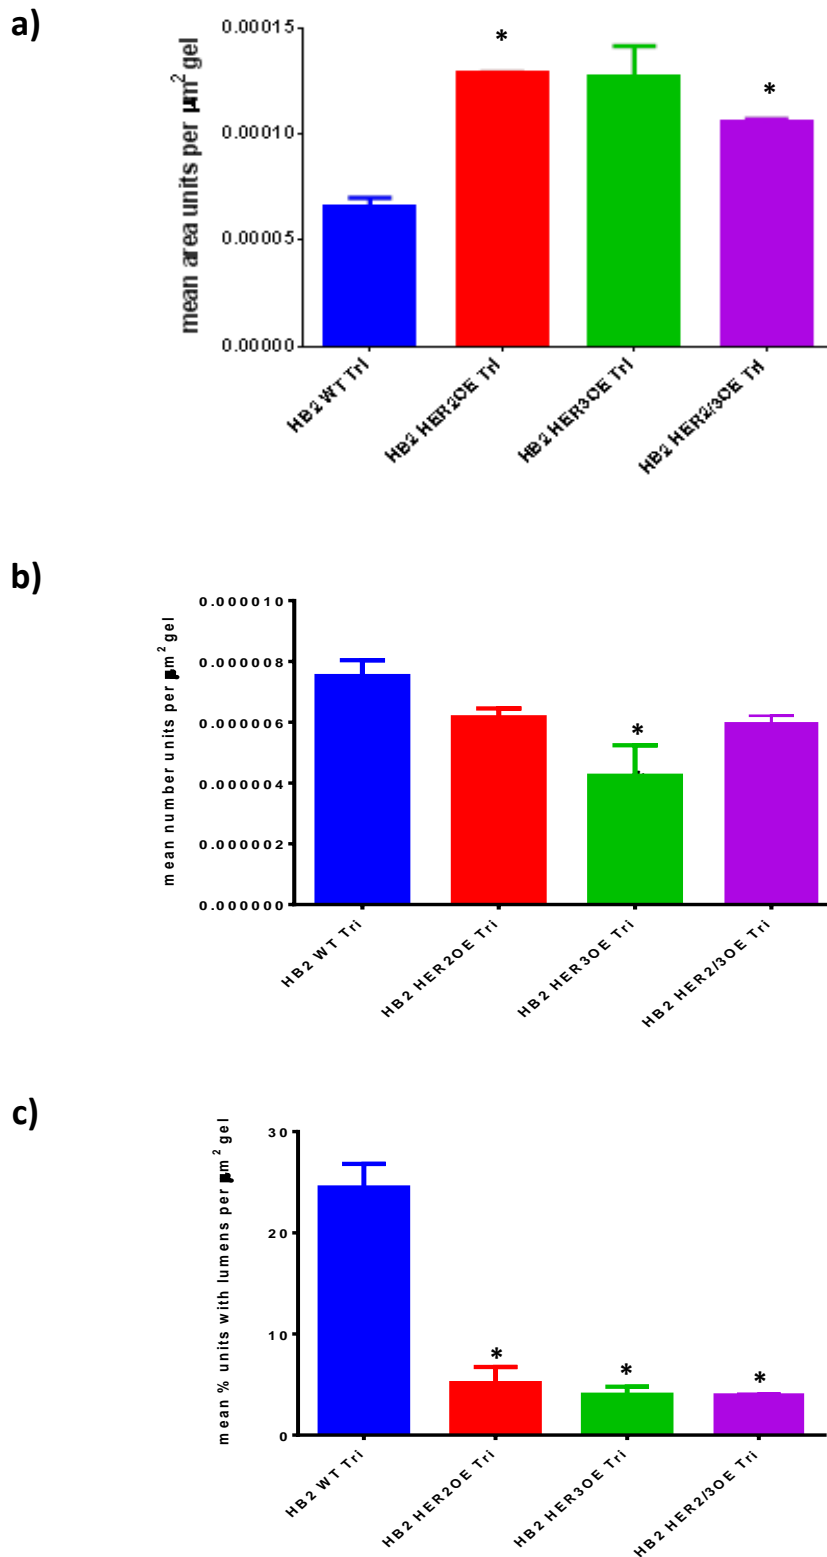 a)
mean area units per µm² gel
0.00015
0.00010
0.00005
0.00000
*
*
HB2 WT Tri
HB2 HER2OE Tri
HB2 HER3OE Tri
HB2 HER2/3OE Tri
b)
mean number units per µm² gel
0.000010
0.000008
0.000006
0.000004
0.000002
0.000000
*
HB2 WT Tri
HB2 HER2OE Tri
HB2 HER3OE Tri
HB2 HER2/3OE Tri
c)
mean % units with lumens per µm² gel
30
20
10
0
*
*
*
HB2 WT Tri
HB2 HER2OE Tri
HB2 HER3OE Tri
HB2 HER2/3OE Tri